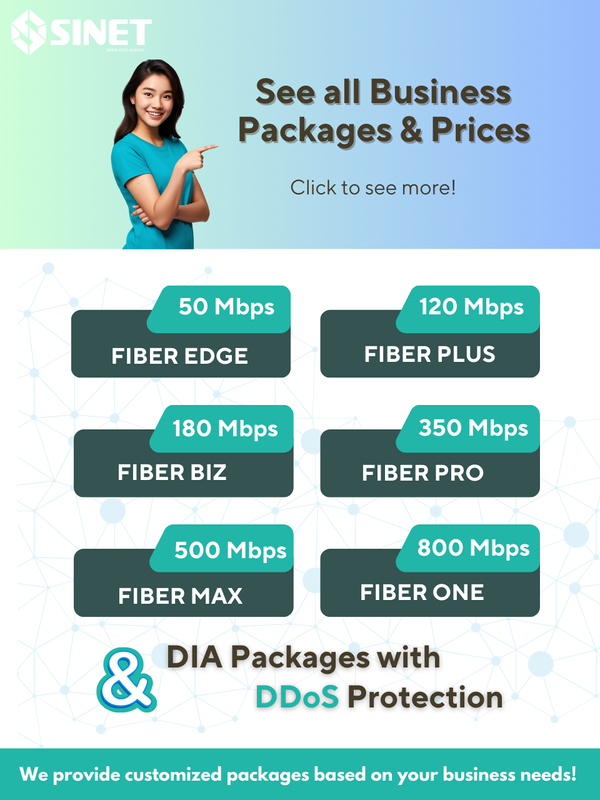 SINET
See all Business
Packages & Prices
Click to see more!
50 Mbps
FIBER EDGE
120 Mbps
FIBER PLUS
180 Mbps
FIBER BIZ
350 Mbps
FIBER PRO
500 Mbps
FIBER MAX
800 Mbps
FIBER ONE
& DIA Packages with
DDoS Protection
We provide customized packages based on your business needs!